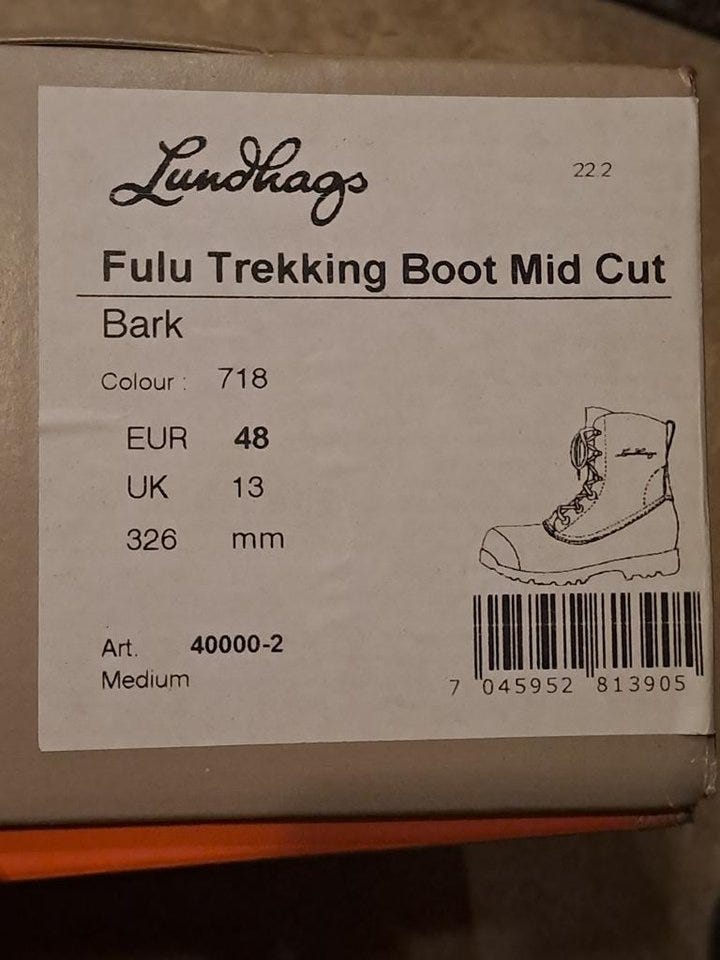 Lundhags
22.2
Fulu Trekking Boot Mid Cut
Bark
Colour : 718
EUR 48
UK 13
326 mm
Lundhags
Art. 40000-2
Medium
7 045952 813905